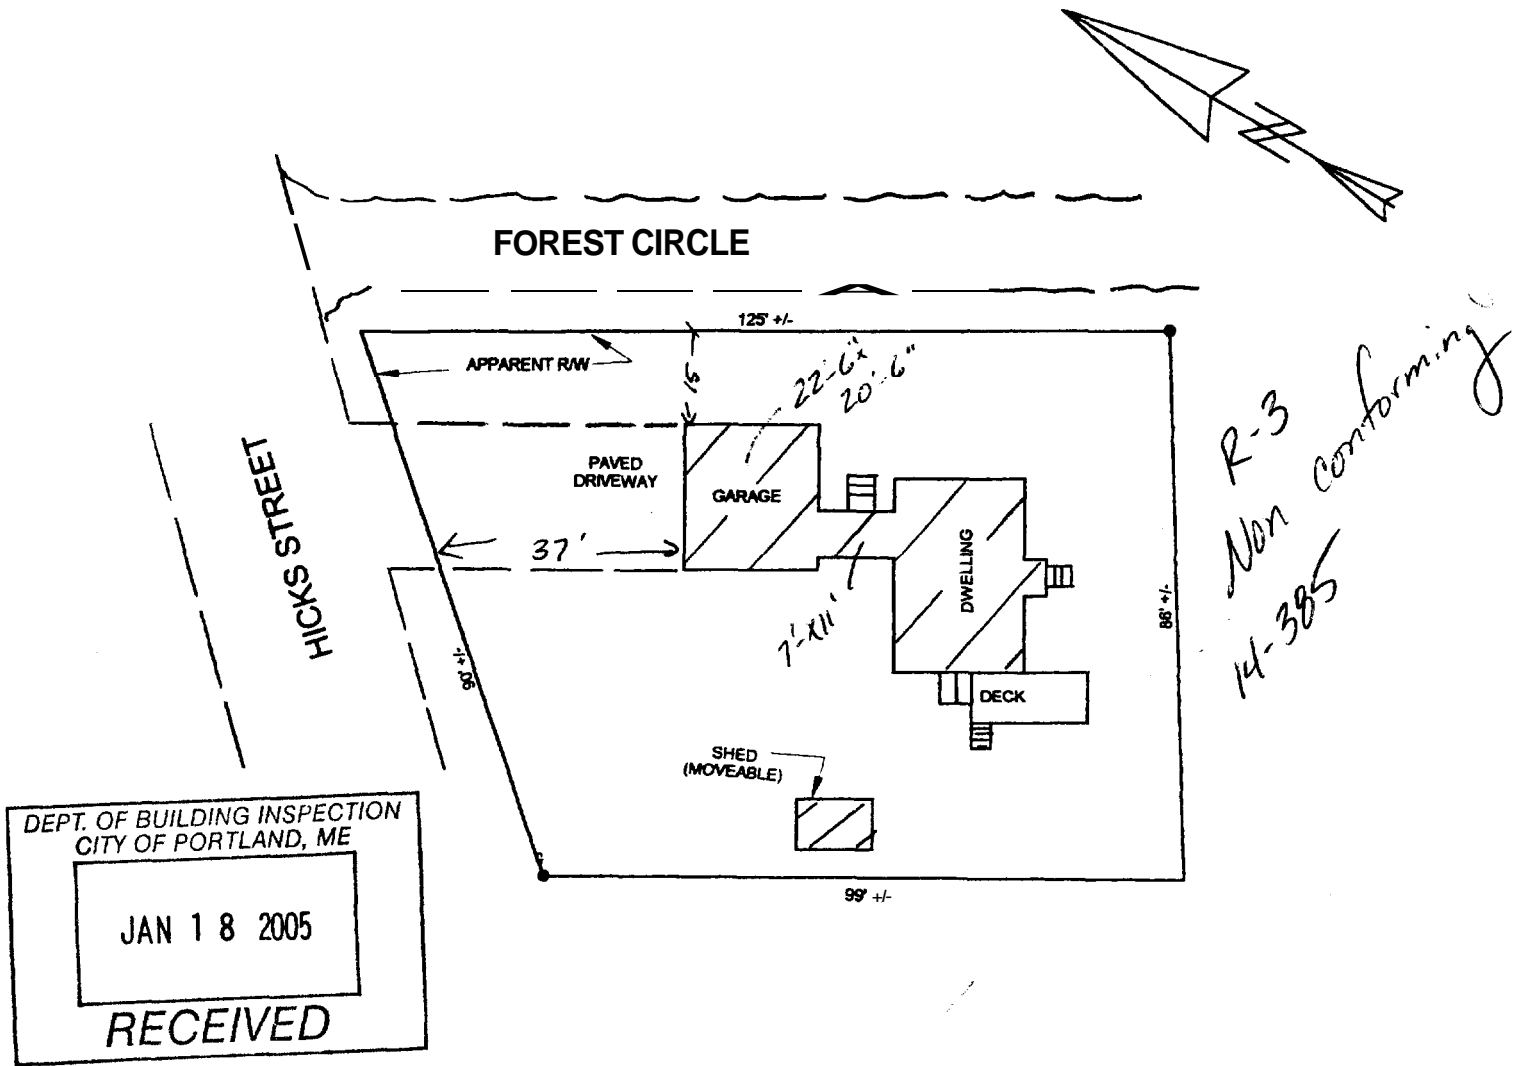 FOREST CIRCLE
125' +/-
APPARENT R/W
15'
22'-6" x
20'-6"
R-3
Non Conforming
14-385
HICKS STREET
PAVED
DRIVEWAY
GARAGE
37'
DWELLING
7'-x11'
86' +/-
90' +/-
DECK
SHED
(MOVEABLE)
99' +/-
DEPT. OF BUILDING INSPECTION
CITY OF PORTLAND, ME
JAN 18 2005
RECEIVED